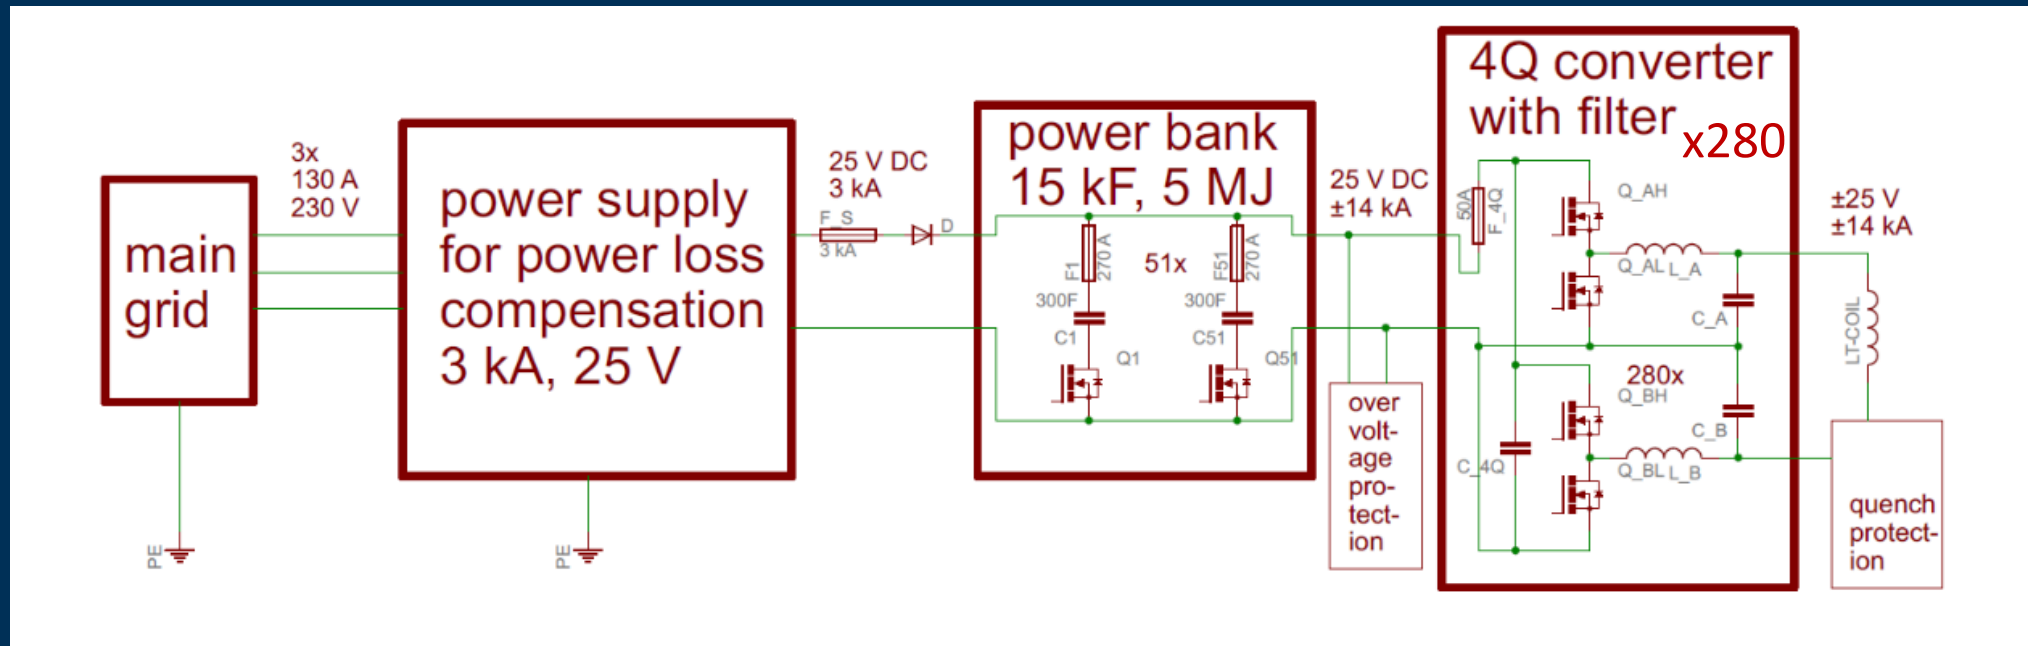 main
grid
PE
3x
130 A
230 V
power supply
for power loss
compensation
3 kA, 25 V
PE
25 V DC
3 kA
F_S
3 kA
D
power bank
15 kF, 5 MJ
F1
270 A
300F
C1
Q1
51x
F51
270 A
300F
C51
Q51
25 V DC
±14 kA
over
volt-
age
pro-
tect-
ion
4Q converter
with filter
x280
50A
F_4Q
Q_AH
Q_AL
L_A
C_A
280x
Q_BH
C_B
C_4Q
Q_BL
L_B
±25 V
±14 kA
LT-COIL
quench
protect-
ion